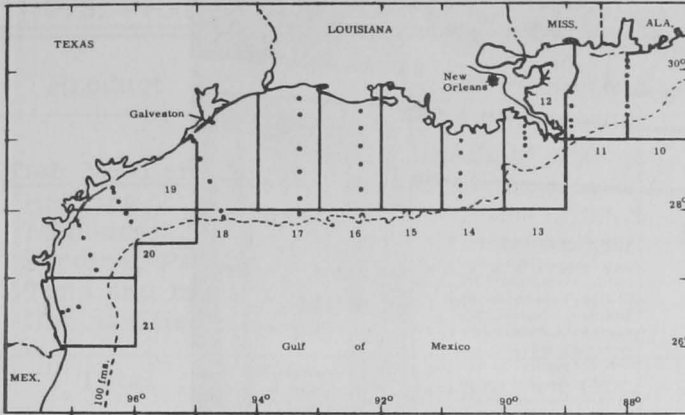 LOUISIANA MISS. ALA.
TEXAS
30°
New
Orleans
12
Galveston
11 10
19
28°
18 17 16 15 14 13
20
21
Gulf of Mexico
26°
MEX.
100 fms.
96° 94° 92° 90° 88°